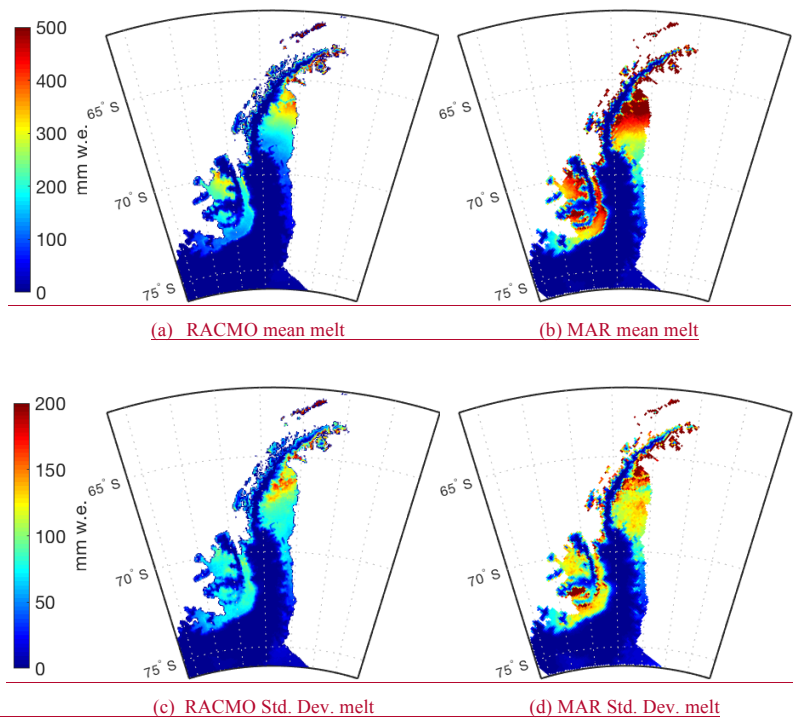 500
400
300
200
100
0
mm w.e.
65° S
70° S
75° S
65° S
70° S
75° S
(a) RACMO mean melt
(b) MAR mean melt
200
150
100
50
0
mm w.e.
65° S
70° S
75° S
65° S
70° S
75° S
(c) RACMO Std. Dev. melt
(d) MAR Std. Dev. melt